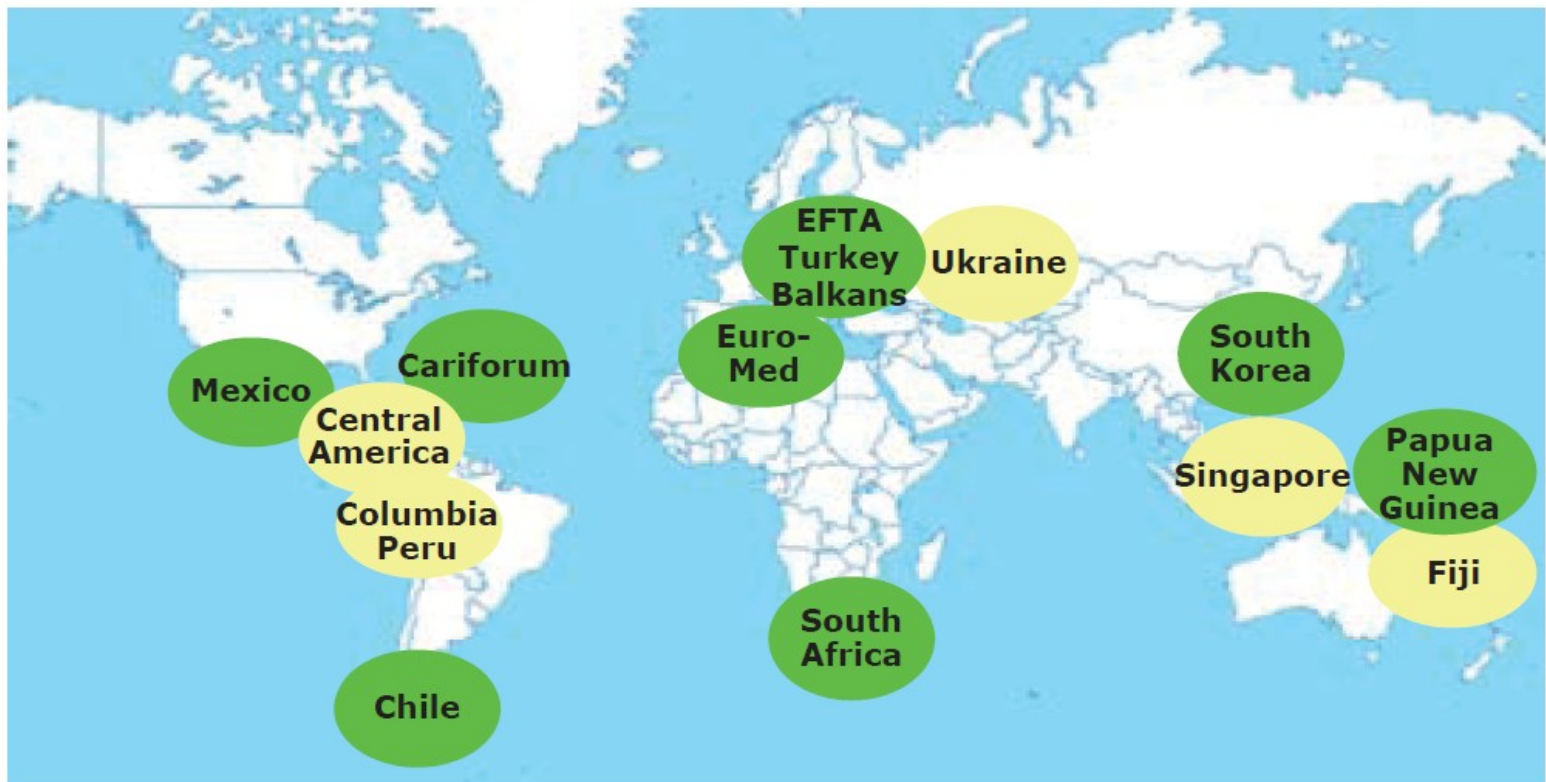 EFTA
Turkey
Balkans
Ukraine
Euro-
Med
South
Korea
Cariforum
Mexico
Central
America
Columbia
Peru
Singapore
Papua
New
Guinea
Fiji
South
Africa
Chile